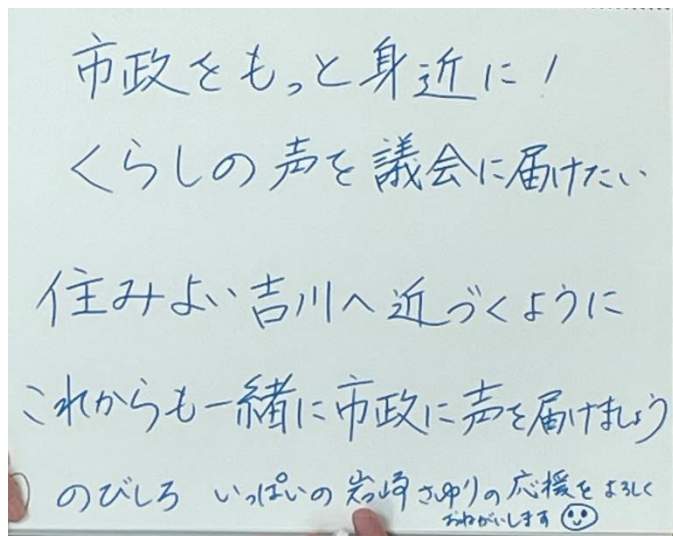 市政をもっと身近に!
くらしの声を議会に届けたい
住みよい吉川へ近づくように
これからも一緒に市政に声を届けましょう
のびしろ いっぱいの 岩崎さゆりの応援をよろしく
おねがいします